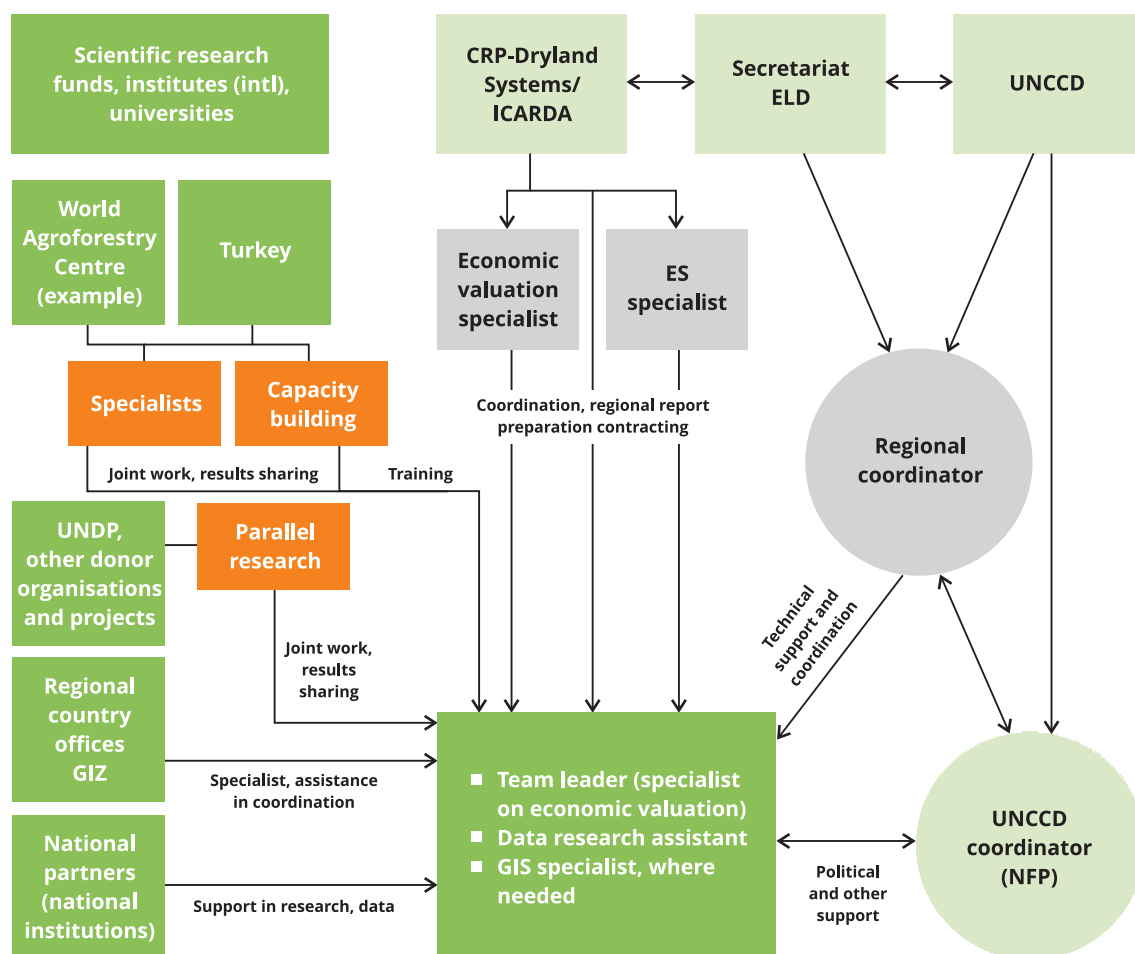 Scientific research
funds, institutes (intl),
universities
CRP-Dryland
Systems/
ICARDA
Secretariat
ELD
UNCCD
World
Agroforestry
Centre
(example)
Turkey
Economic
valuation
specialist
ES
specialist
Specialists
Capacity
building
Coordination, regional report
preparation contracting
Regional
coordinator
Joint work, results sharing
Training
UNDP,
other donor
organisations
and projects
Parallel
research
Technical
support and
coordination
Joint work,
results
sharing
Regional
country
offices
GIZ
Specialist, assistance
in coordination
▪ Team leader (specialist
on economic valuation)
▪ Data research assistant
▪ GIS specialist, where
needed
UNCCD
coordinator
(NFP)
Political
and other
support
National
partners
(national
institutions)
Support in research, data